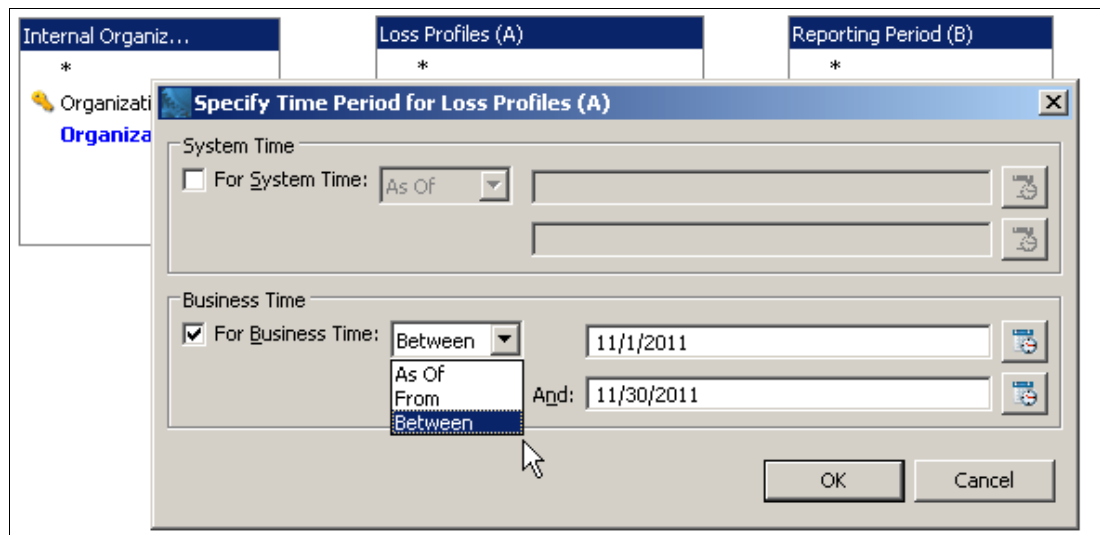 Internal Organiz...
Loss Profiles (A)
Reporting Period (B)
*
*
*
Organizati
Organiza
Specify Time Period for Loss Profiles (A)
System Time
For System Time:
As Of
Business Time
For Business Time:
Between
11/1/2011
As Of
From
Between
And:
11/30/2011
OK
Cancel